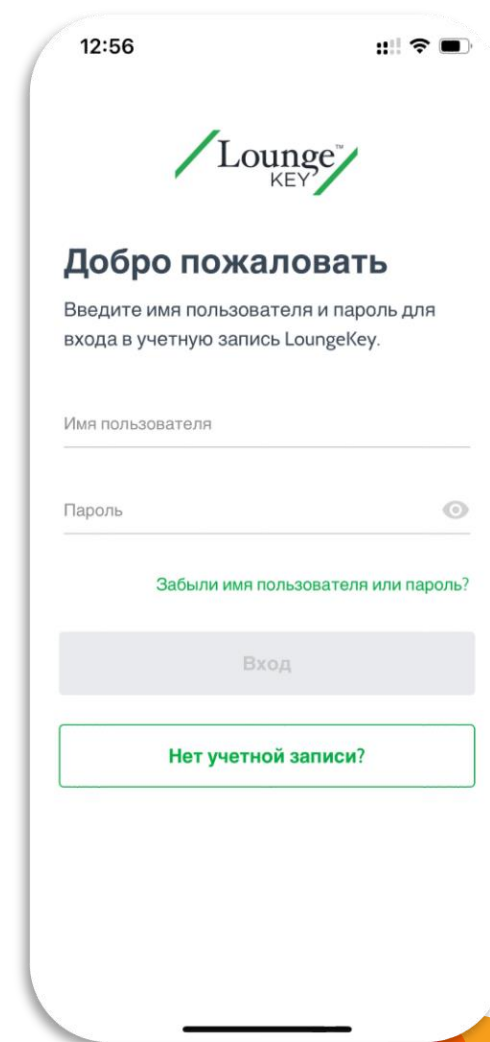 12:56
Lounge™
KEY
Добро пожаловать
Введите имя пользователя и пароль для
входа в учетную запись LoungeKey.
Имя пользователя
Пароль
Забыли имя пользователя или пароль?
Вход
Нет учетной записи?